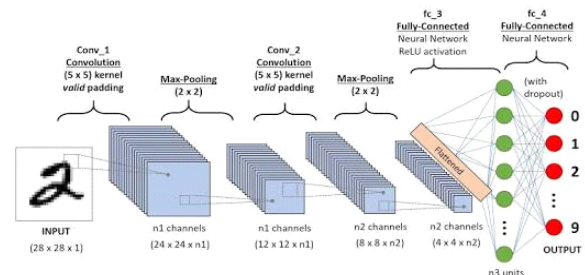 fc_3
Fully-Connected
Neural Network
ReLU activation
fc_4
Fully-Connected
Neural Network
Conv_1
Convolution
(5 x 5) kernel
valid padding
Max-Pooling
(2 x 2)
Conv_2
Convolution
(5 x 5) kernel
valid padding
Max-Pooling
(2 x 2)
(with
dropout)
Flattened
0
1
2
9
INPUT
(28 x 28 x 1)
n1 channels
(24 x 24 x n1)
n1 channels
(12 x 12 x n1)
n2 channels
(8 x 8 x n2)
n2 channels
(4 x 4 x n2)
n3 units
OUTPUT